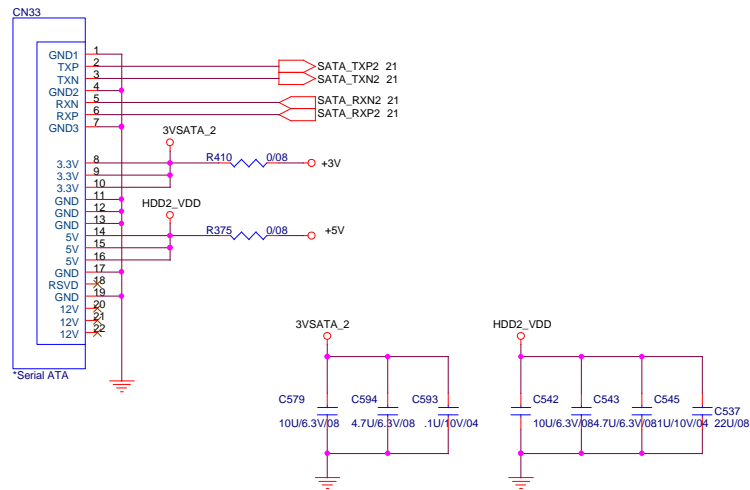 CN33
GND1 1
TXP 2 SATA_TXP2 21
TXN 3 SATA_TXN2 21
GND2 4
RXN 5 SATA_RXN2 21
RXP 6 SATA_RXP2 21
GND3 7
3VSATA_2
3.3V 8 R410 0/08 +3V
3.3V 9
3.3V 10
GND 11
GND 12 HDD2_VDD
GND 13
5V 14 R375 0/08 +5V
5V 15
5V 16
GND 17
RSVD 18
GND 19
12V 20
12V 21
12V 22
*Serial ATA
3VSATA_2 HDD2_VDD
C579 C594 C593 C542 C543 C545 C537
10U/6.3V/08 4.7U/6.3V/08 .1U/10V/04 10U/6.3V/08 4.7U/6.3V/08 .1U/10V/04 22U/08